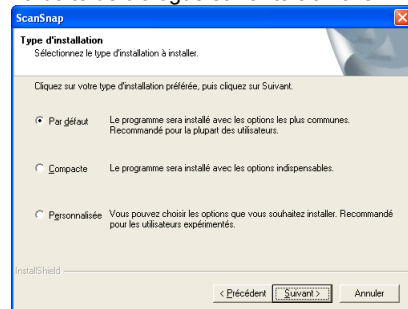 ScanSnap
Type d'installation
Sélectionnez le type d'installation à installer.
Cliquez sur votre type d'installation préférée, puis cliquez sur Suivant.
Par défaut
Le programme sera installé avec les options les plus communes.
Recommandé pour la plupart des utilisateurs.
Compacte
Le programme sera installé avec les options indispensables.
Personnalisée
Vous pouvez choisir les options que vous souhaitez installer. Recommandé
pour les utilisateurs expérimentés.
InstallShield
< Précédent
Suivant >
Annuler